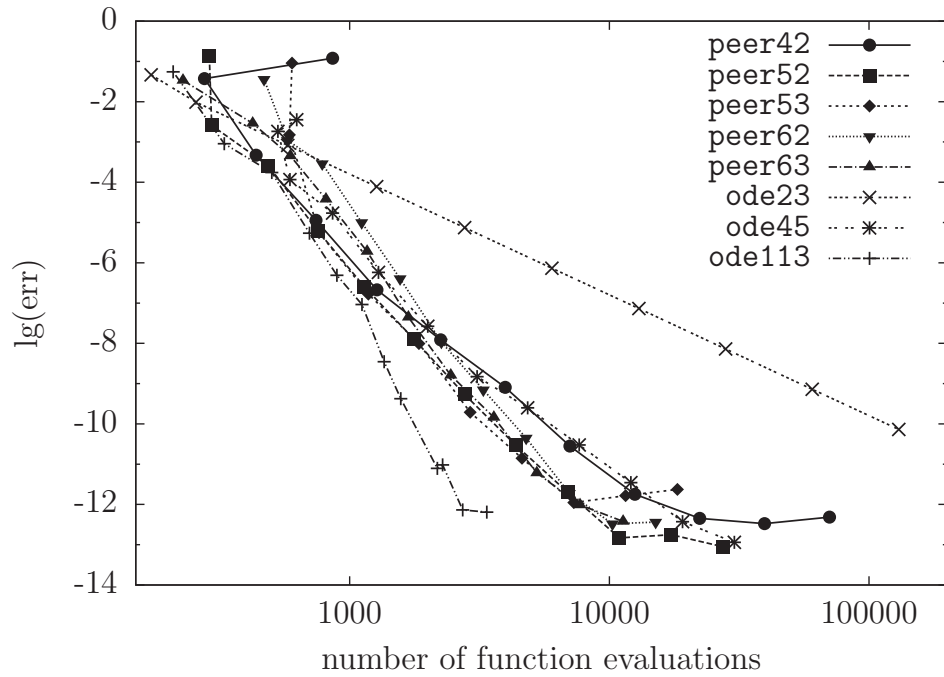 0
-2
-4
-6
-8
-10
-12
-14
lg(err)
1000 10000 100000
number of function evaluations
peer42
peer52
peer53
peer62
peer63
ode23
ode45
ode113